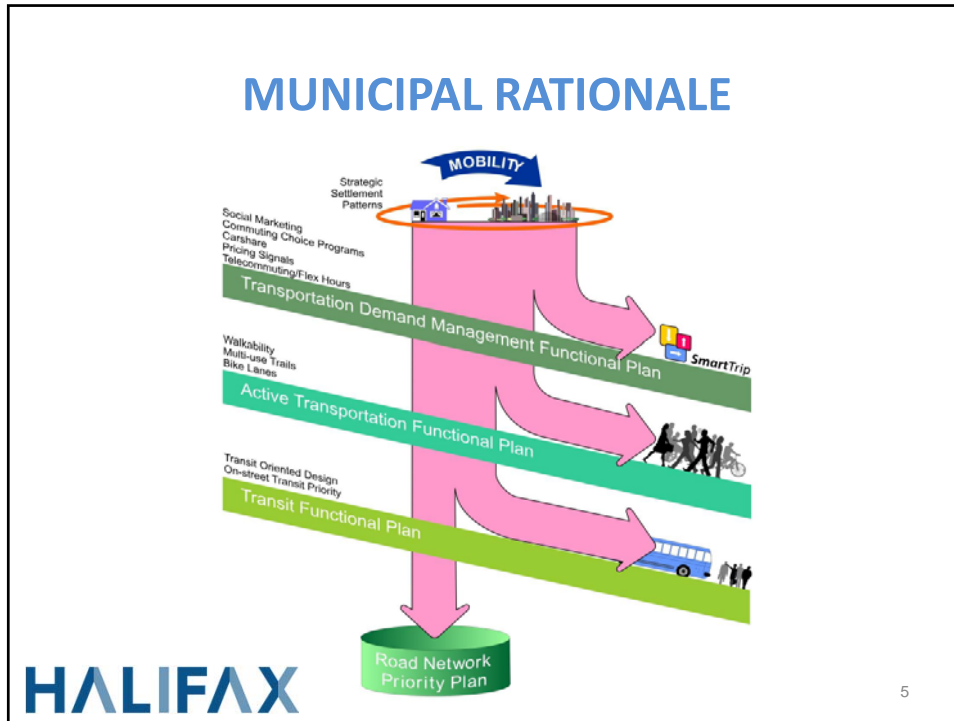 MUNICIPAL RATIONALE
MOBILITY
Strategic
Settlement
Patterns
Social Marketing
Commuting Choice Programs
Carshare
Pricing Signals
Telecommuting/Flex Hours
Transportation Demand Management Functional Plan
SmartTrip
Walkability
Multi-use Trails
Bike Lanes
Active Transportation Functional Plan
Transit Oriented Design
On-street Transit Priority
Transit Functional Plan
Road Network
Priority Plan
HALIFAX
5